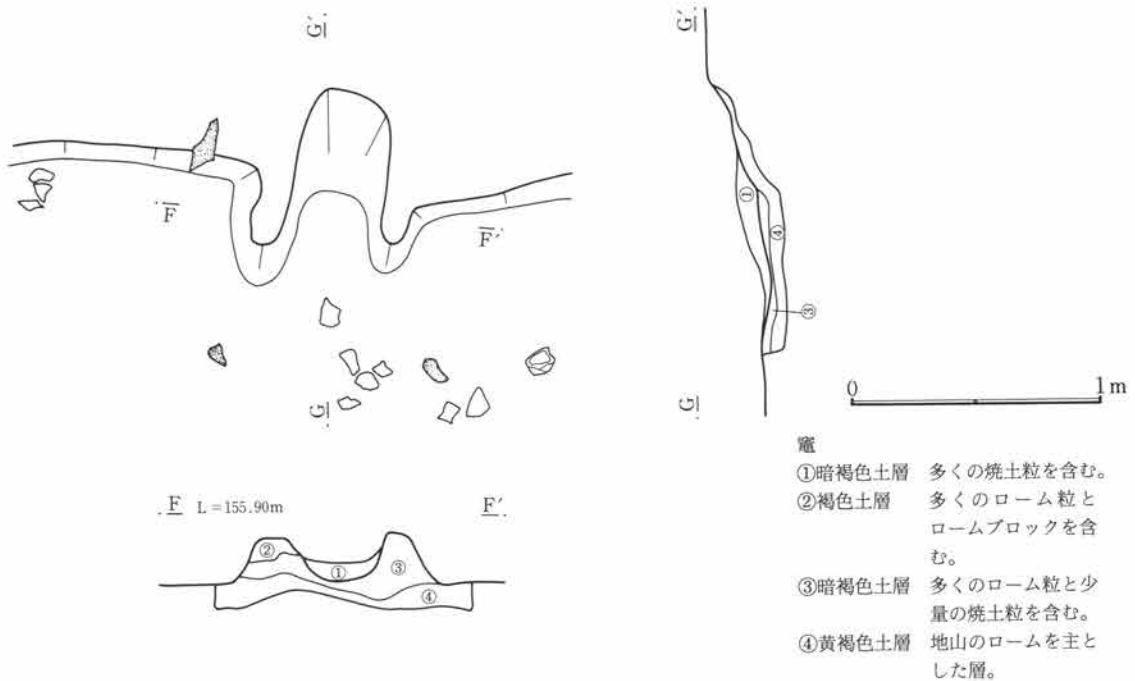 G′
G′
F
F′
①
④
③
G
G
0 1m
F L=155.90m F′
②
①
③
④
竈
①暗褐色土層 多くの焼土粒を含む。
②褐色土層 多くのローム粒と
ロームブロックを含
む。
③暗褐色土層 多くのローム粒と少
量の焼土粒を含む。
④黄褐色土層 地山のロームを主と
した層。